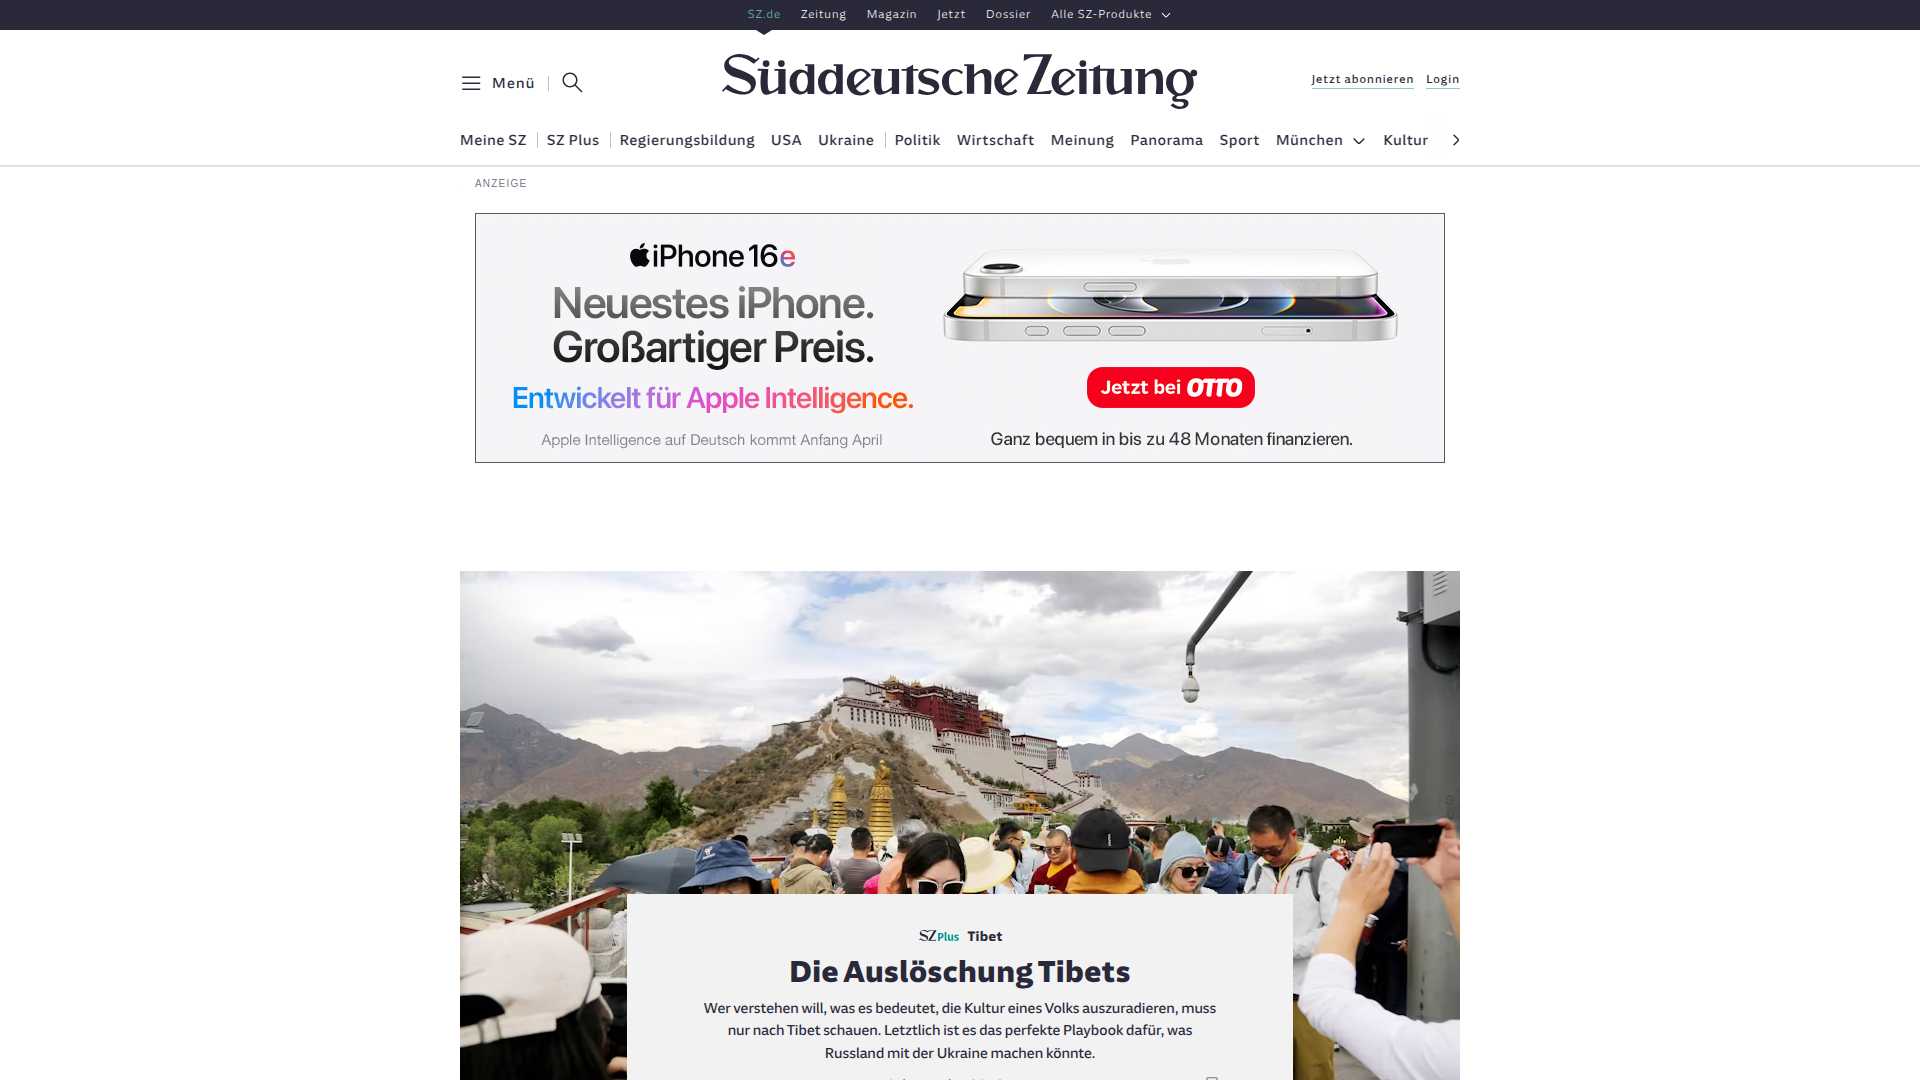 SZ.de Zeitung Magazin Jetzt Dossier Alle SZ-Produkte
Menü
Süddeutsche Zeitung
Jetzt abonnieren Login
Meine SZ SZ Plus Regierungsbildung USA Ukraine Politik Wirtschaft Meinung Panorama Sport München Kultur
ANZEIGE
iPhone 16e
Neuestes iPhone.
Großartiger Preis.
Entwickelt für Apple Intelligence.
Apple Intelligence auf Deutsch kommt Anfang April
Jetzt bei OTTO
Ganz bequem in bis zu 48 Monaten finanzieren.
SZ Plus Tibet
Die Auslöschung Tibets
Wer verstehen will, was es bedeutet, die Kultur eines Volks auszuradieren, muss
nur nach Tibet schauen. Letztlich ist es das perfekte Playbook dafür, was
Russland mit der Ukraine machen könnte.